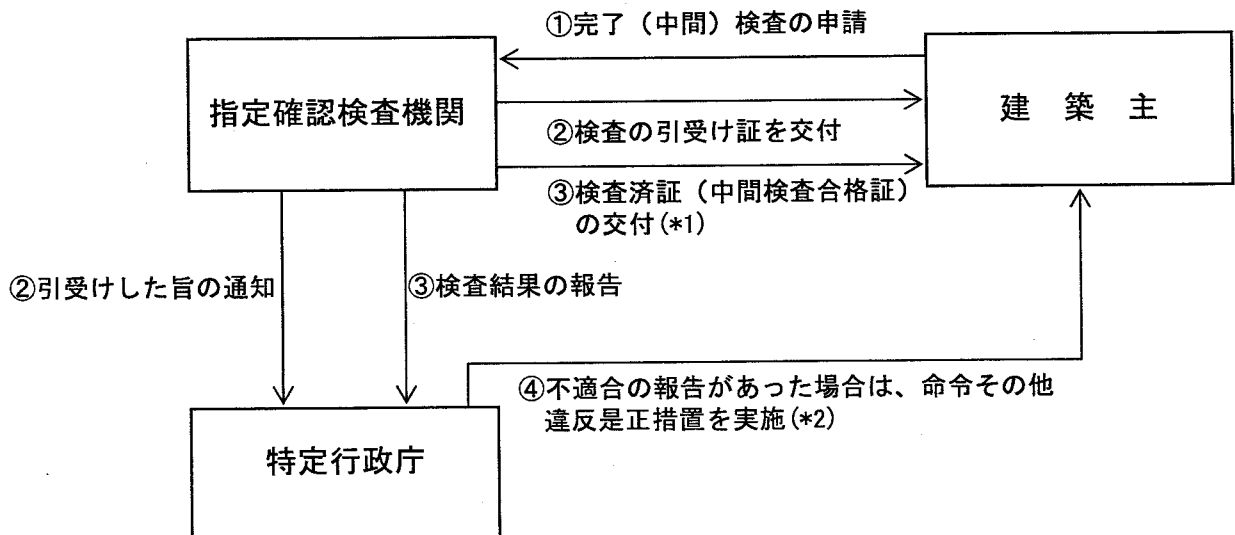 ①完了（中間）検査の申請
指定確認検査機関
建築主
②検査の引受け証を交付
③検査済証（中間検査合格証）
の交付(*1)
②引受けした旨の通知
③検査結果の報告
④不適合の報告があった場合は、命令その他
違反是正措置を実施(*2)
特定行政庁